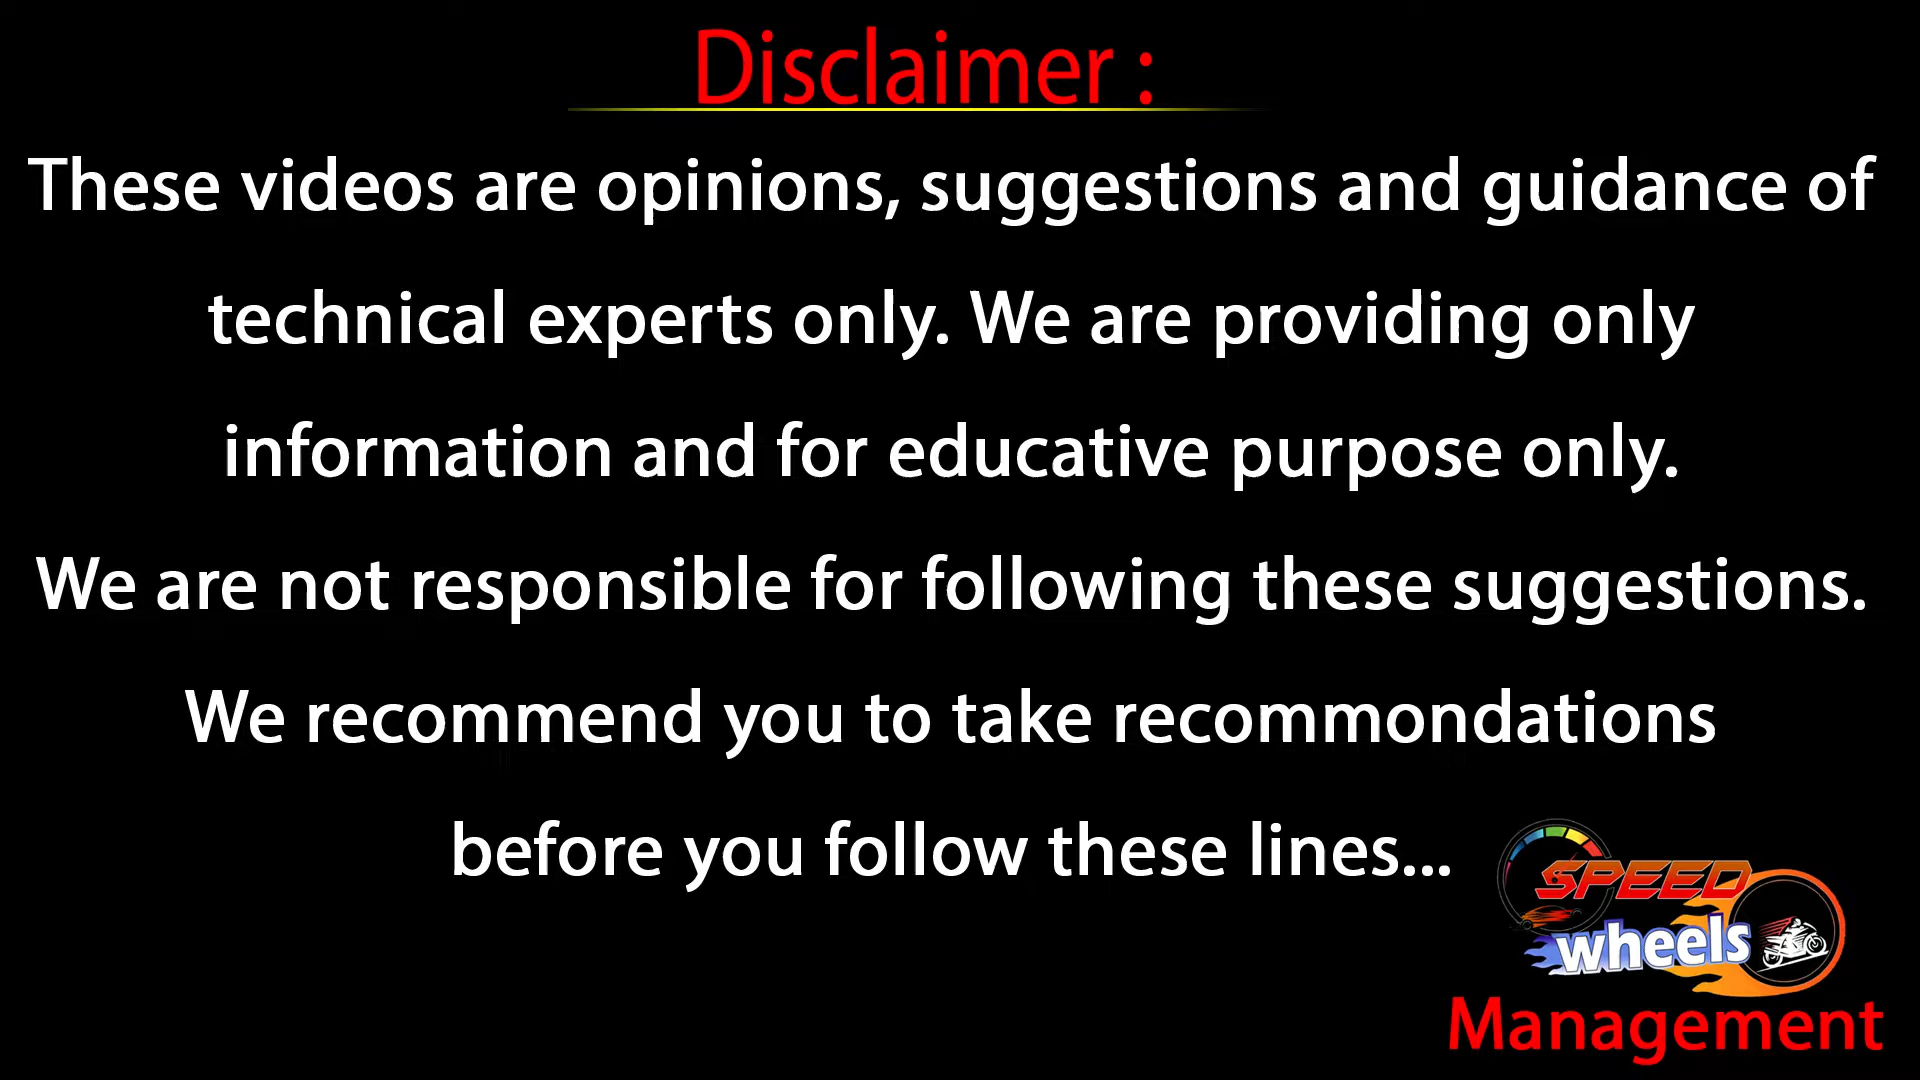 Disclaimer :
These videos are opinions, suggestions and guidance of
technical experts only. We are providing only
information and for educative purpose only.
We are not responsible for following these suggestions.
We recommend you to take recommondations
before you follow these lines...
SPEED
wheels
Management